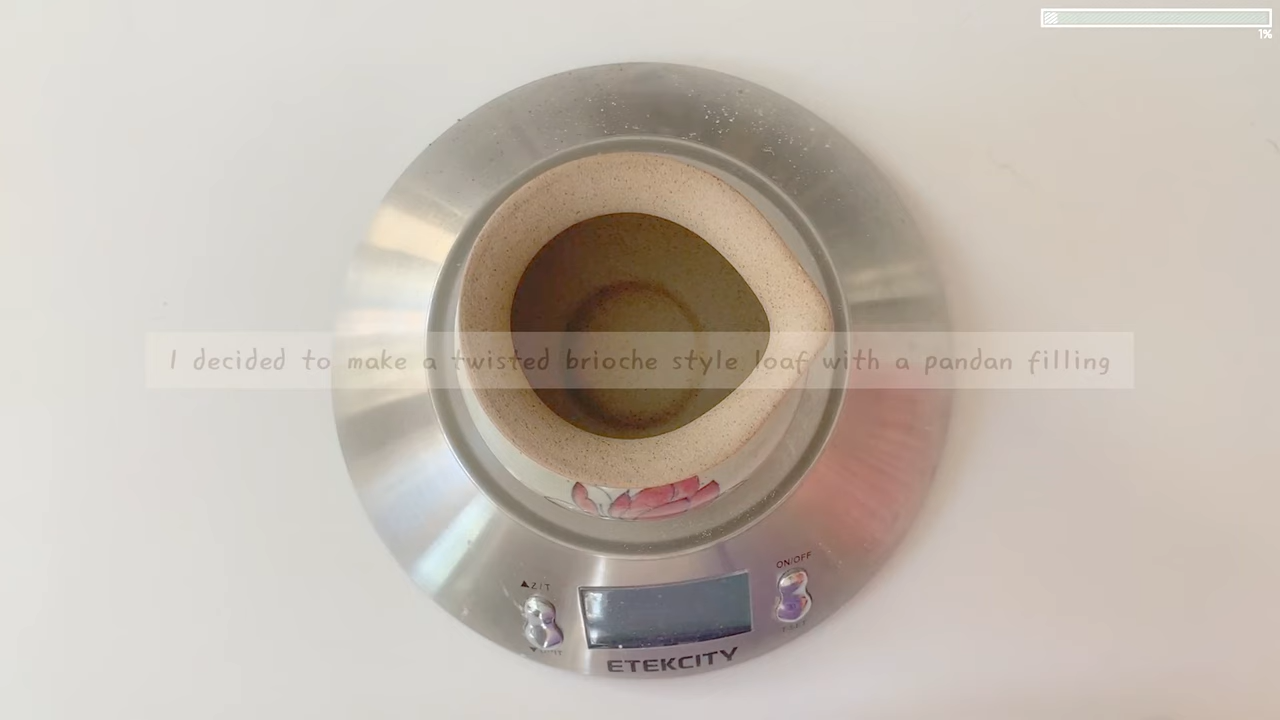 1%
I decided to make a twisted brioche style loaf with a pandan filling
ON/OFF
▲Z/T
ETEKCITY